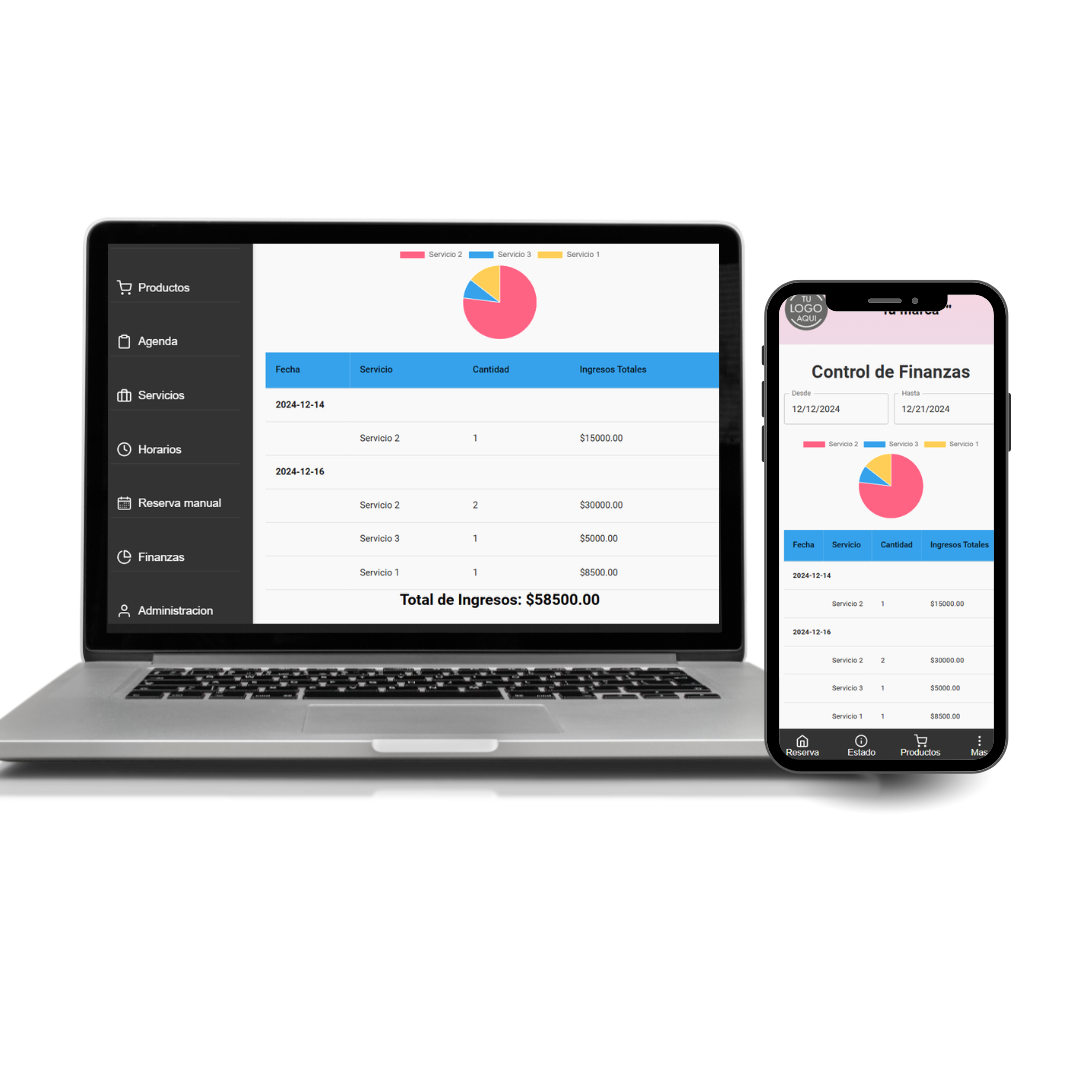 Servicio 2 Servicio 3 Servicio 1
Productos
Agenda
Servicios
Horarios
Reserva manual
Finanzas
Administracion
Fecha Servicio Cantidad Ingresos Totales
2024-12-14
Servicio 2 1 $15000.00
2024-12-16
Servicio 2 2 $30000.00
Servicio 3 1 $5000.00
Servicio 1 1 $8500.00
Total de Ingresos: $58500.00
TU
LOGO
AQUI
Tu marca "
Control de Finanzas
Desde Hasta
12/12/2024 12/21/2024
Servicio 2 Servicio 3 Servicio 1
Fecha Servicio Cantidad Ingresos Totales
2024-12-14
Servicio 2 1 $15000.00
2024-12-16
Servicio 2 2 $30000.00
Servicio 3 1 $5000.00
Servicio 1 1 $8500.00
Reserva Estado Productos Mas